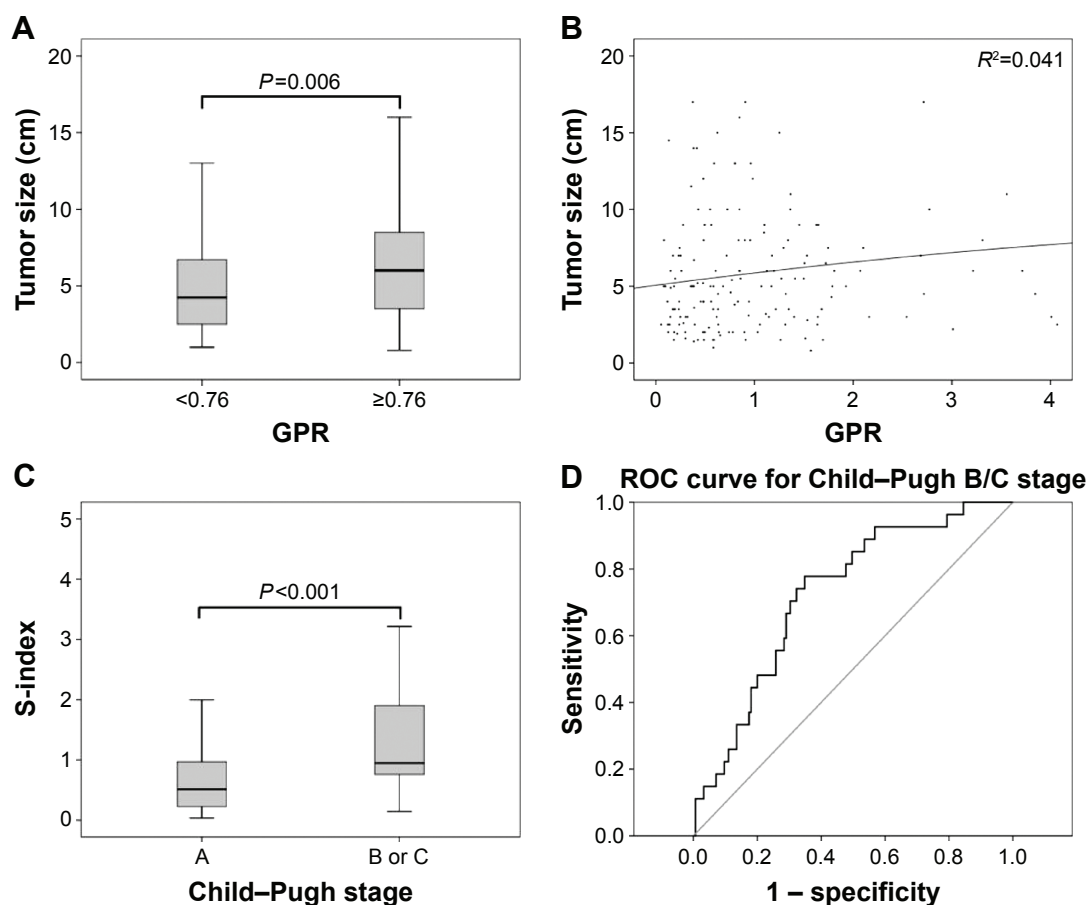 A
20
15
10
5
0
Tumor size (cm)
P=0.006
<0.76
≥0.76
GPR
B
20
15
10
5
0
Tumor size (cm)
R²=0.041
0
1
2
3
4
GPR
C
5
4
3
2
1
0
S-index
P<0.001
A
B or C
Child–Pugh stage
D
ROC curve for Child–Pugh B/C stage
1.0
0.8
0.6
0.4
0.2
0.0
Sensitivity
0.0
0.2
0.4
0.6
0.8
1.0
1 – specificity